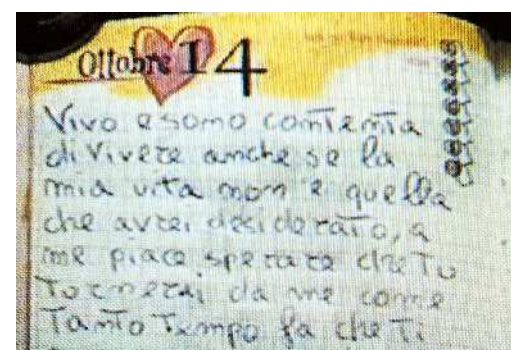 Ottobre 14
Vivo e sono contenta
di vivere anche se la
mia vita non è quella
che avrei desiderato, a
me piace sperare che tu
tornerai da me come
tanto tempo fa che ti